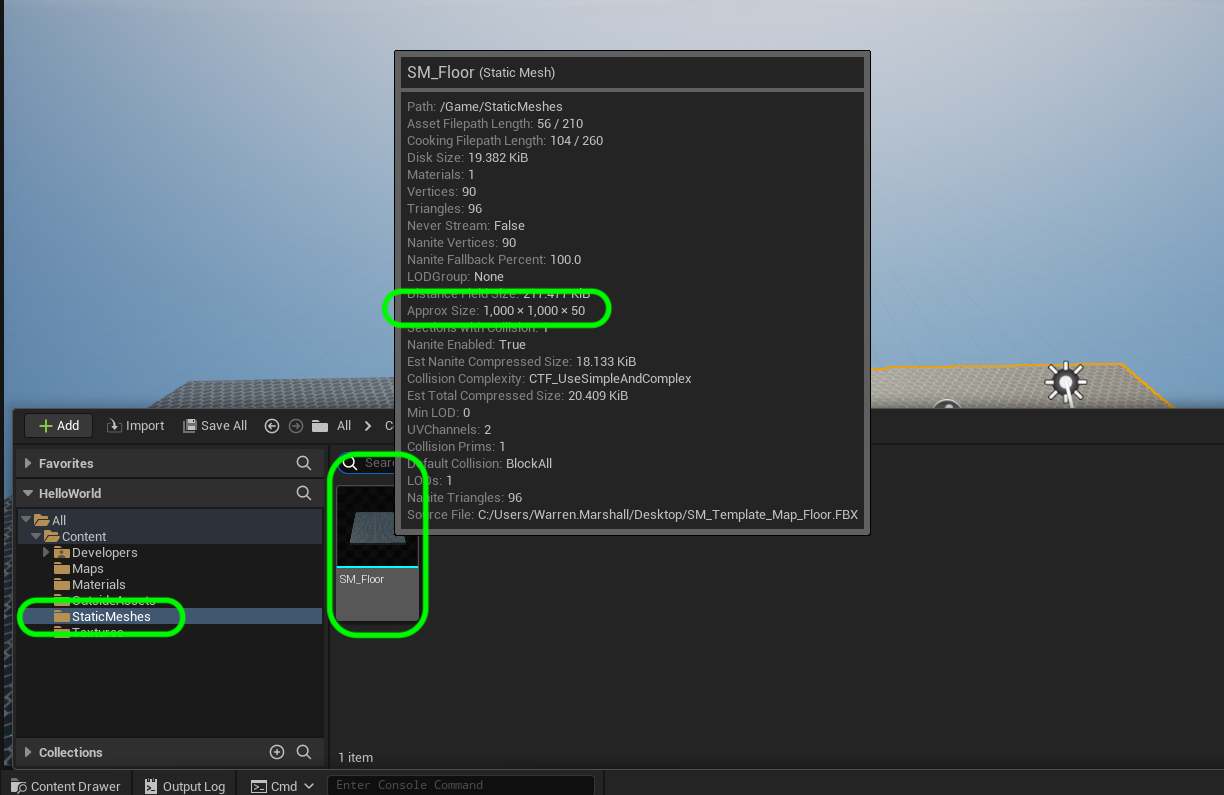 SM_Floor (Static Mesh)
Path: /Game/StaticMeshes
Asset Filepath Length: 56 / 210
Cooking Filepath Length: 104 / 260
Disk Size: 19.382 KiB
Materials: 1
Vertices: 90
Triangles: 96
Never Stream: False
Nanite Vertices: 90
Nanite Fallback Percent: 100.0
LODGroup: None
Distance Field Size: 217.477 KiB
Approx Size: 1,000 × 1,000 × 50
Sections with Collision: 1
Nanite Enabled: True
Est Nanite Compressed Size: 18.133 KiB
Collision Complexity: CTF_UseSimpleAndComplex
Est Total Compressed Size: 20.409 KiB
Min LOD: 0
UVChannels: 2
Collision Prims: 1
Default Collision: BlockAll
LODs: 1
Nanite Triangles: 96
Source File: C:/Users/Warren.Marshall/Desktop/SM_Template_Map_Floor.FBX
Add Import Save All All
Favorites
Sear
HelloWorld
All
Content
Developers
Maps
Materials
OutsideAssets
StaticMeshes
Textures
SM_Floor
Collections
1 item
Content Drawer Output Log Cmd Enter Console Command